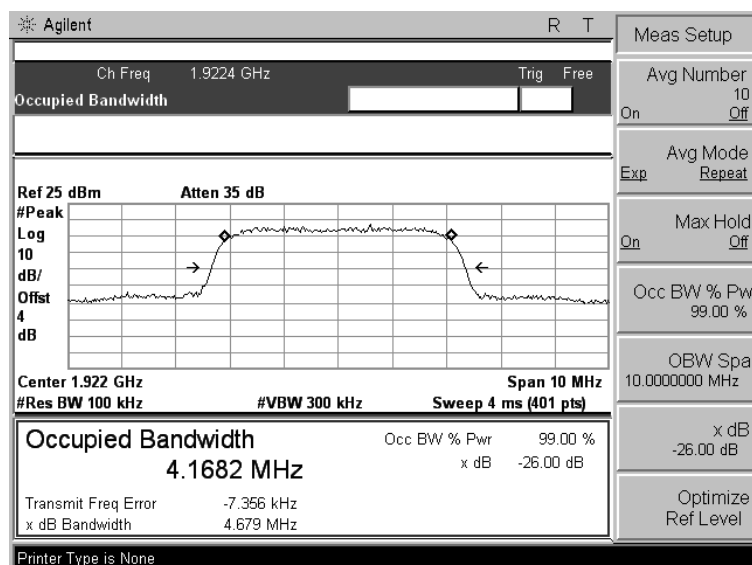 Agilent R T
Ch Freq 1.9224 GHz Trig Free
Occupied Bandwidth
Ref 25 dBm Atten 35 dB
#Peak
Log
10
dB/
Offst
4
dB
Center 1.922 GHz Span 10 MHz
#Res BW 100 kHz #VBW 300 kHz Sweep 4 ms (401 pts)
Occupied Bandwidth Occ BW % Pwr 99.00 %
4.1682 MHz x dB -26.00 dB
Transmit Freq Error -7.356 kHz
x dB Bandwidth 4.679 MHz
Printer Type is None
Meas Setup
Avg Number
10
On Off
Avg Mode
Exp Repeat
Max Hold
On Off
Occ BW % Pw
99.00 %
OBW Spa
10.0000000 MHz
x dB
-26.00 dB
Optimize
Ref Level